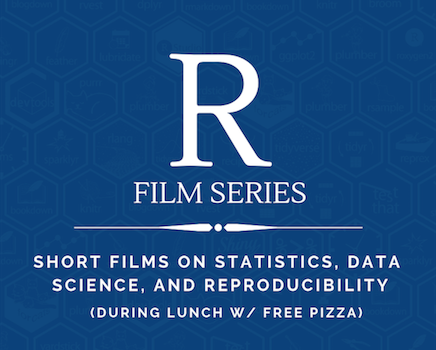 R
FILM SERIES
SHORT FILMS ON STATISTICS, DATA
SCIENCE, AND REPRODUCIBILITY
(DURING LUNCH W/ FREE PIZZA)